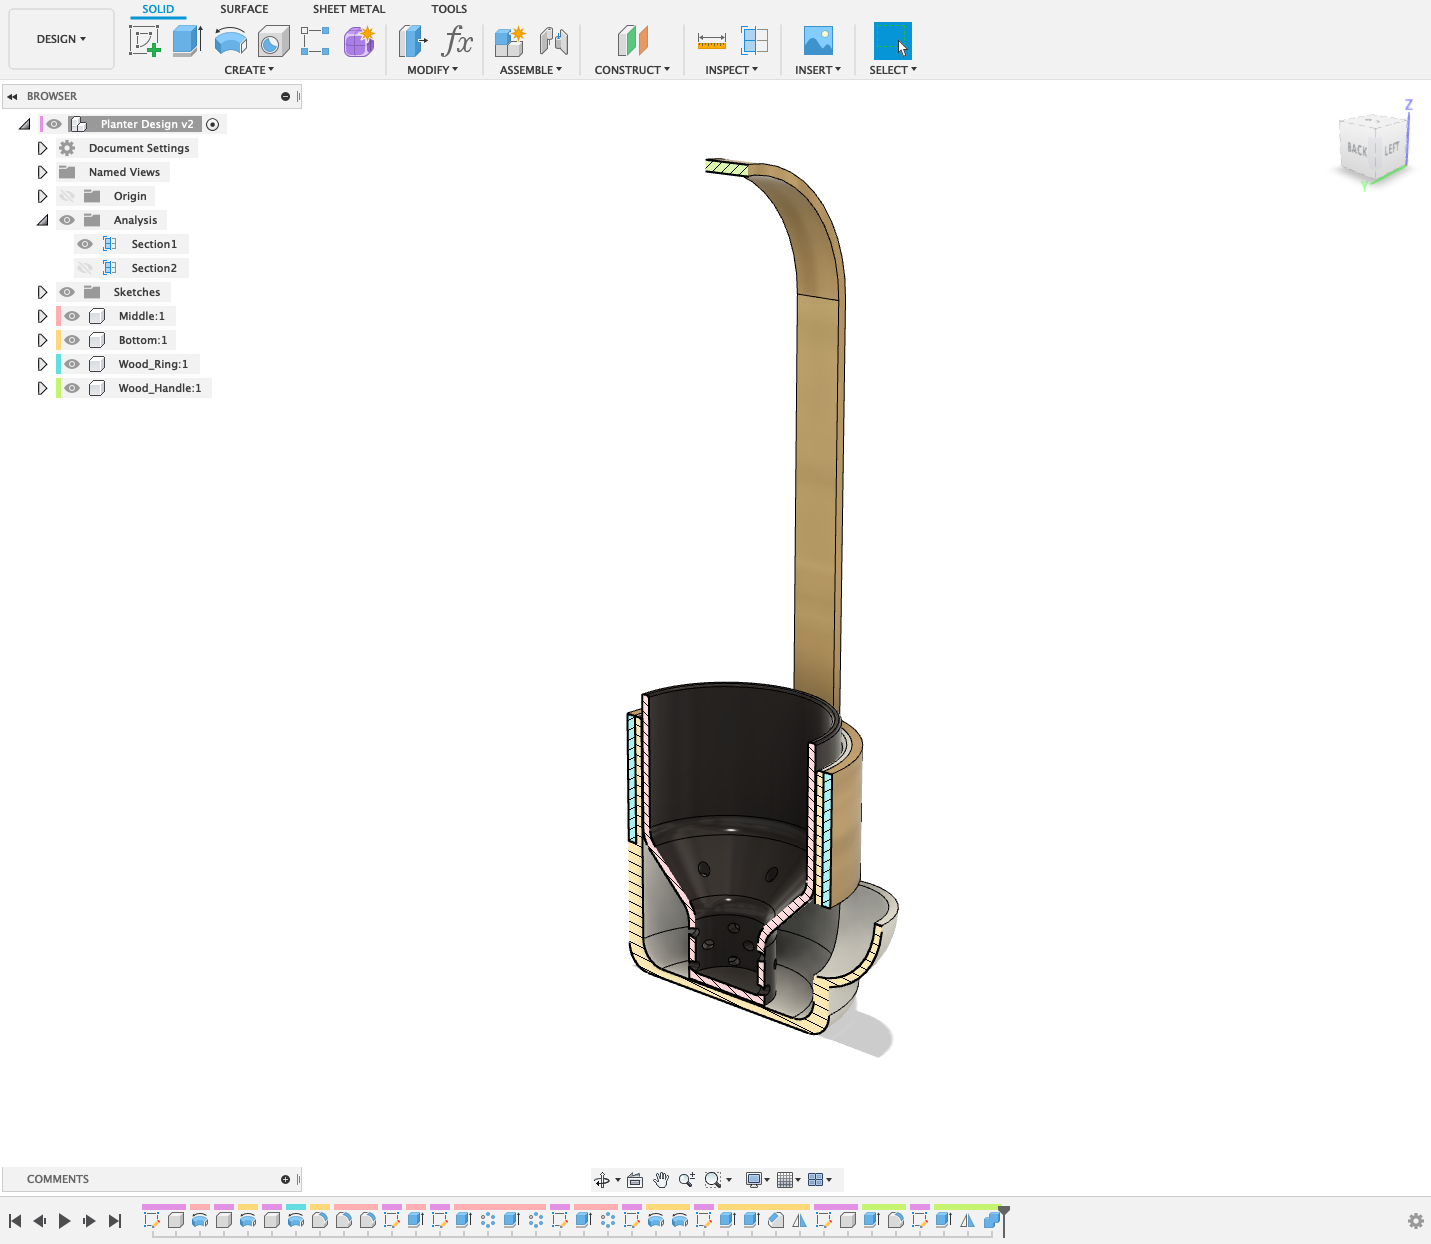 SOLID SURFACE SHEET METAL TOOLS
DESIGN
fx
CREATE MODIFY ASSEMBLE CONSTRUCT INSPECT INSERT SELECT
BROWSER
Planter Design v2
Document Settings
Named Views
Origin
Analysis
Section1
Section2
Sketches
Middle:1
Bottom:1
Wood_Ring:1
Wood_Handle:1
Z
BACK
LEFT
Y
COMMENTS